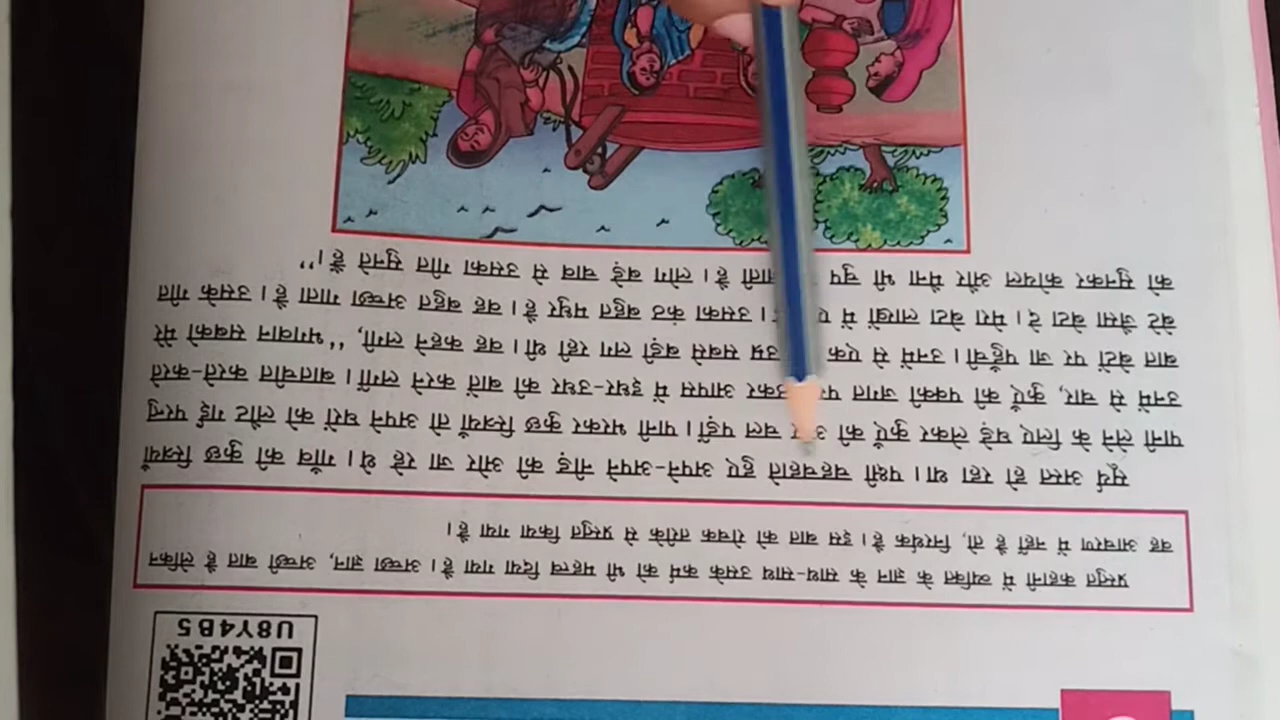 U8Y4B5
प्रस्तुत कहानी में व्यक्ति के ज्ञान के साथ-साथ उसके कर्म को भी महत्त्व दिया गया है। अच्छा ज्ञान, अच्छी बात है लेकिन
वह आचरण में नहीं है तो, निरर्थक है। इस बात को रोचक तरीके से प्रस्तुत किया गया है।
सूर्य अस्त हो रहा था। पक्षी चहचहाते हुए अपने-अपने नीड़ की ओर जा रहे थे। गाँव की कुछ स्त्रियाँ
पानी लेने के लिए घड़े लेकर कुएँ की चल पड़ीं। पानी भरकर कुछ स्त्रियाँ तो अपने घरों को लौट गईं परन्तु
उनमें से चार, कुएँ की पक्की जगत आपस में इधर-उधर की बातें करने लगीं। बातचीत करते-करते
बात बेटों पर जा पहुँची। उनमें से एक उम्र सबसे बड़ी लग रही थी। वह कहने लगी, "भगवान सबको मेरे
बेटे जैसा बेटा दे। मेरा बेटा लाखों में उसका कंठ बहुत मधुर है। वह बहुत अच्छा गाता है। उसके गीत
को सुनकर कोयल और मैना भी चुप है। लोग बड़े चाव से उसका गीत सुनते हैं।"